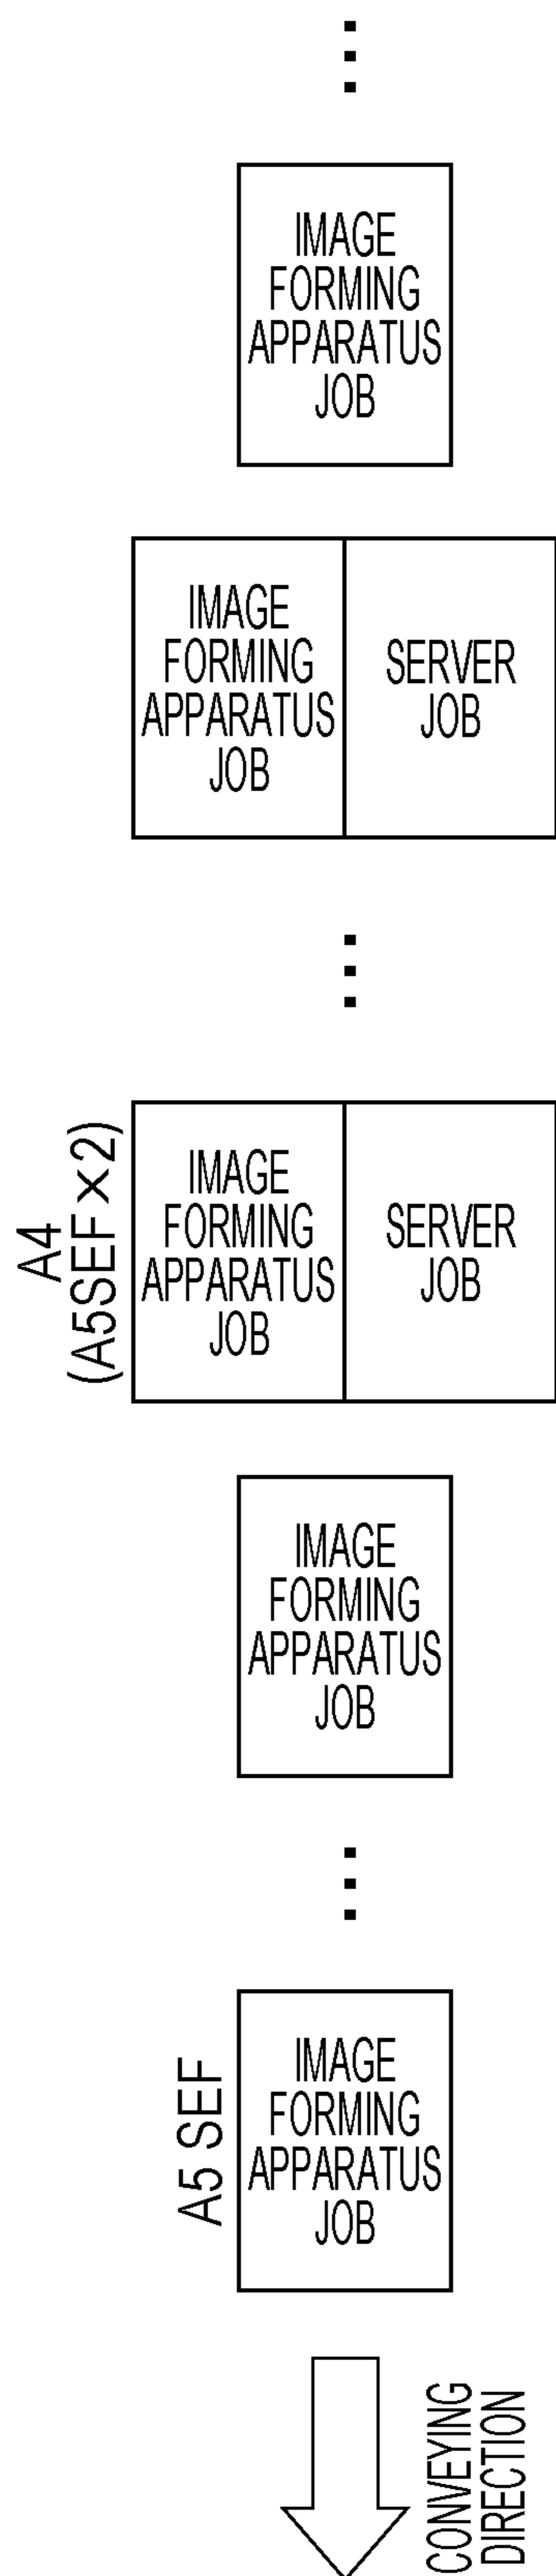 IMAGE
FORMING
APPARATUS
JOB
IMAGE
FORMING
APPARATUS
JOB
SERVER
JOB
A4
(A5SEF×2)
IMAGE
FORMING
APPARATUS
JOB
SERVER
JOB
IMAGE
FORMING
APPARATUS
JOB
A5 SEF
IMAGE
FORMING
APPARATUS
JOB
CONVEYING
DIRECTION